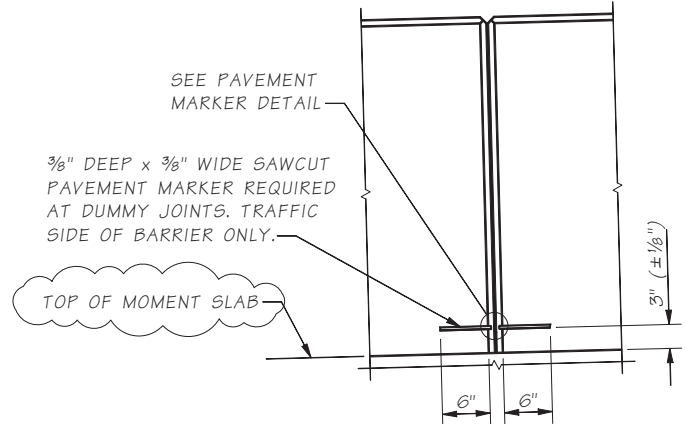 SEE PAVEMENT
MARKER DETAIL
⅜" DEEP x ⅜" WIDE SAWCUT
PAVEMENT MARKER REQUIRED
AT DUMMY JOINTS. TRAFFIC
SIDE OF BARRIER ONLY.
TOP OF MOMENT SLAB
3" (±⅛")
6"
6"